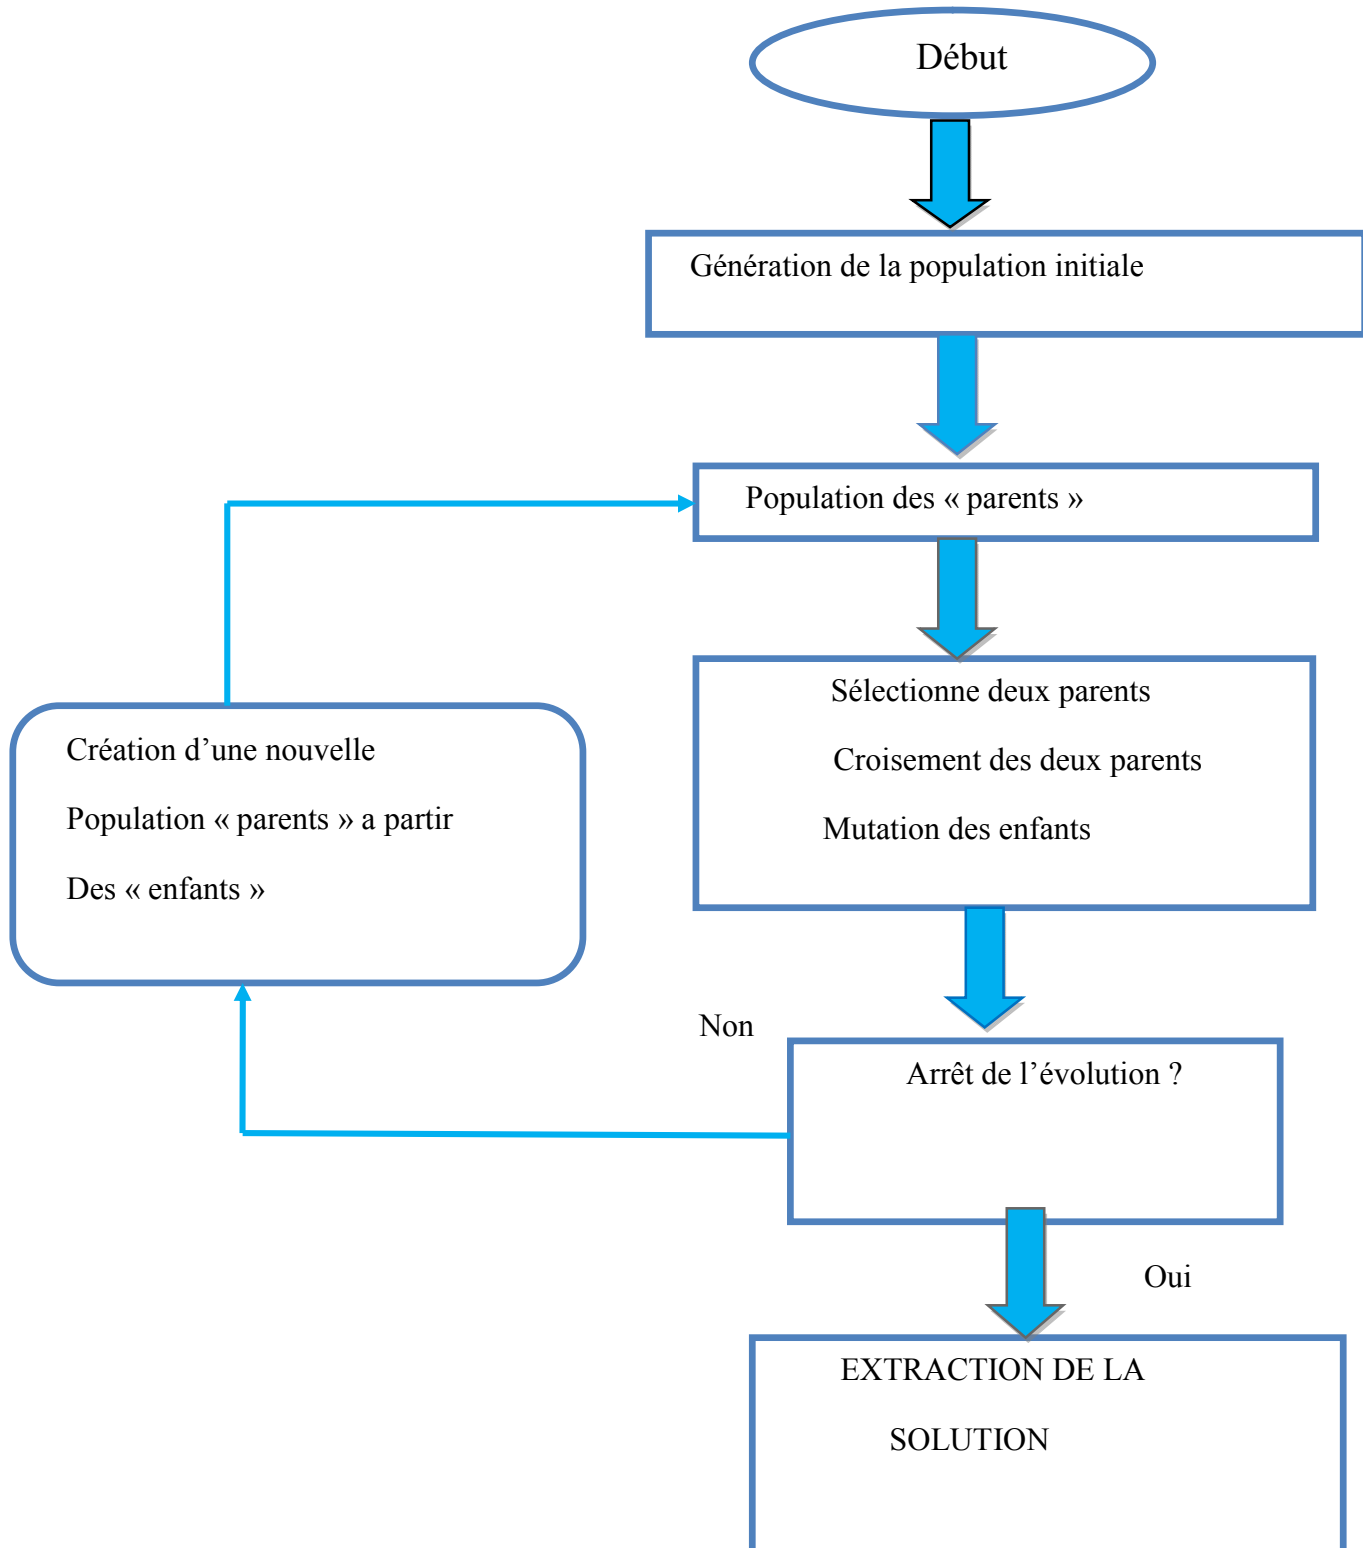 Début
Génération de la population initiale
Population des « parents »
Sélectionne deux parents
Croisement des deux parents
Mutation des enfants
Création d’une nouvelle
Population « parents » a partir
Des « enfants »
Non
Arrêt de l’évolution ?
Oui
EXTRACTION DE LA
SOLUTION